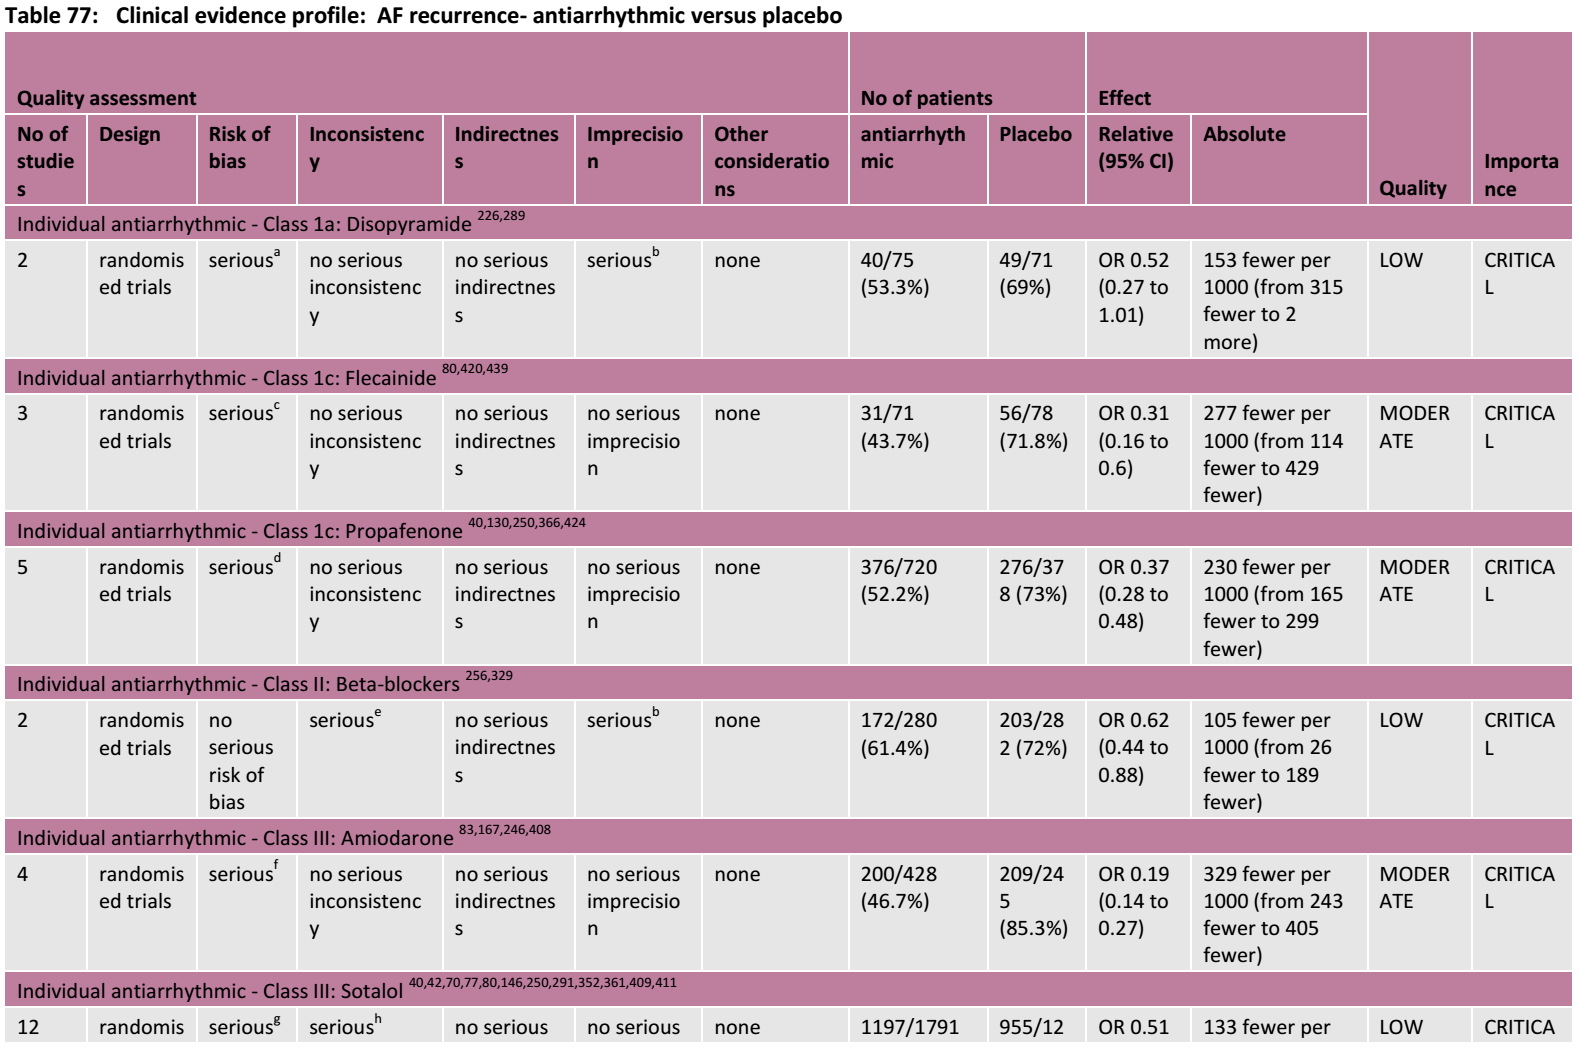 Table 77: Clinical evidence profile: AF recurrence- antiarrhythmic versus placebo
Quality assessment
No of patients
Effect
Quality
Importa
nce
No of
studie
s
Design
Risk of
bias
Inconsistenc
y
Indirectnes
s
Imprecisio
n
Other
consideratio
ns
antiarrhyth
mic
Placebo
Relative
(95% CI)
Absolute
Individual antiarrhythmic - Class 1a: Disopyramide 226,289
2
randomis
ed trials
serious a
no serious
inconsistenc
y
no serious
indirectnes
s
serious b
none
40/75
(53.3%)
49/71
(69%)
OR 0.52
(0.27 to
1.01)
153 fewer per
1000 (from 315
fewer to 2
more)
LOW
CRITICA
L
Individual antiarrhythmic - Class 1c: Flecainide 80,420,439
3
randomis
ed trials
serious c
no serious
inconsistenc
y
no serious
indirectnes
s
no serious
imprecisio
n
none
31/71
(43.7%)
56/78
(71.8%)
OR 0.31
(0.16 to
0.6)
277 fewer per
1000 (from 114
fewer to 429
fewer)
MODER
ATE
CRITICA
L
Individual antiarrhythmic - Class 1c: Propafenone 40,130,250,366,424
5
randomis
ed trials
serious d
no serious
inconsistenc
y
no serious
indirectnes
s
no serious
imprecisio
n
none
376/720
(52.2%)
276/37
8 (73%)
OR 0.37
(0.28 to
0.48)
230 fewer per
1000 (from 165
fewer to 299
fewer)
MODER
ATE
CRITICA
L
Individual antiarrhythmic - Class II: Beta-blockers 256,329
2
randomis
ed trials
no
serious
risk of
bias
serious e
no serious
indirectnes
s
serious b
none
172/280
(61.4%)
203/28
2 (72%)
OR 0.62
(0.44 to
0.88)
105 fewer per
1000 (from 26
fewer to 189
fewer)
LOW
CRITICA
L
Individual antiarrhythmic - Class III: Amiodarone 83,167,246,408
4
randomis
ed trials
serious f
no serious
inconsistenc
y
no serious
indirectnes
s
no serious
imprecisio
n
none
200/428
(46.7%)
209/24
5
(85.3%)
OR 0.19
(0.14 to
0.27)
329 fewer per
1000 (from 243
fewer to 405
fewer)
MODER
ATE
CRITICA
L
Individual antiarrhythmic - Class III: Sotalol 40,42,70,77,80,146,250,291,352,361,409,411
12
randomis
serious g
serious h
no serious
no serious
none
1197/1791
955/12
OR 0.51
133 fewer per
LOW
CRITICA